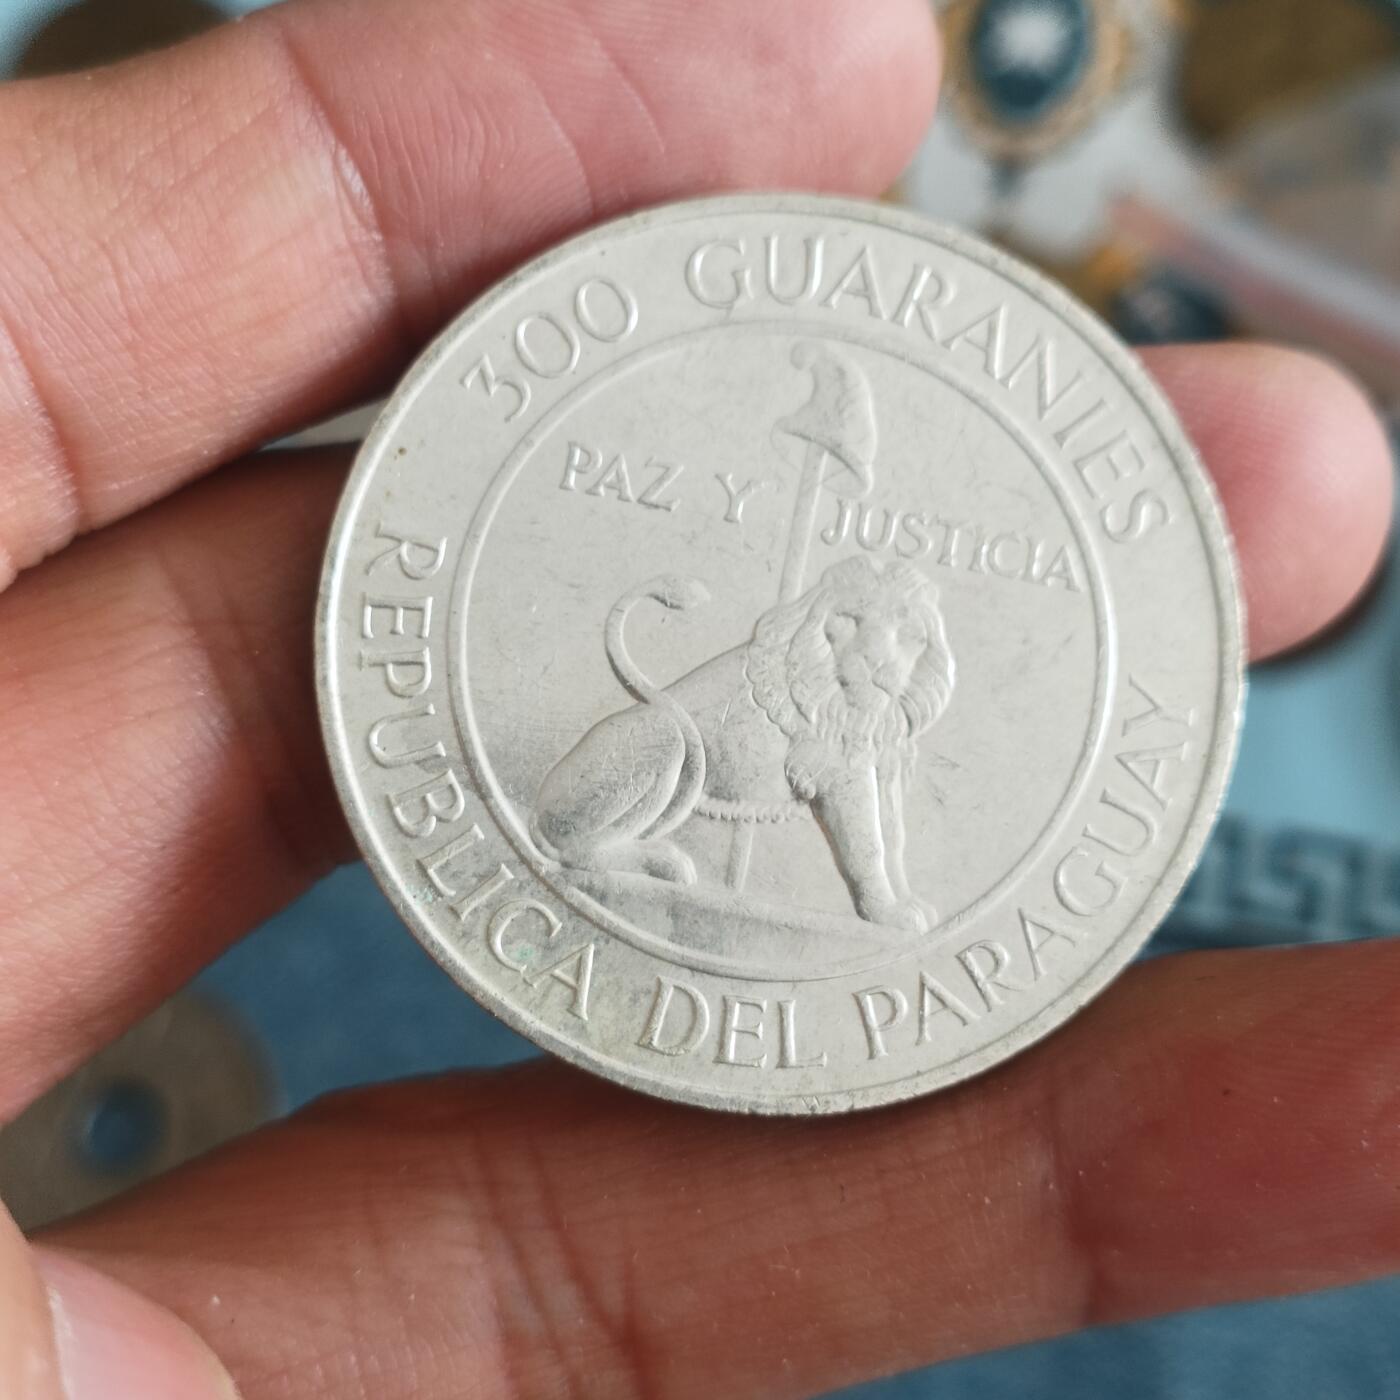 300 GUARANIES
PAZ Y JUSTICIA
REPUBLICA DEL PARAGUAY